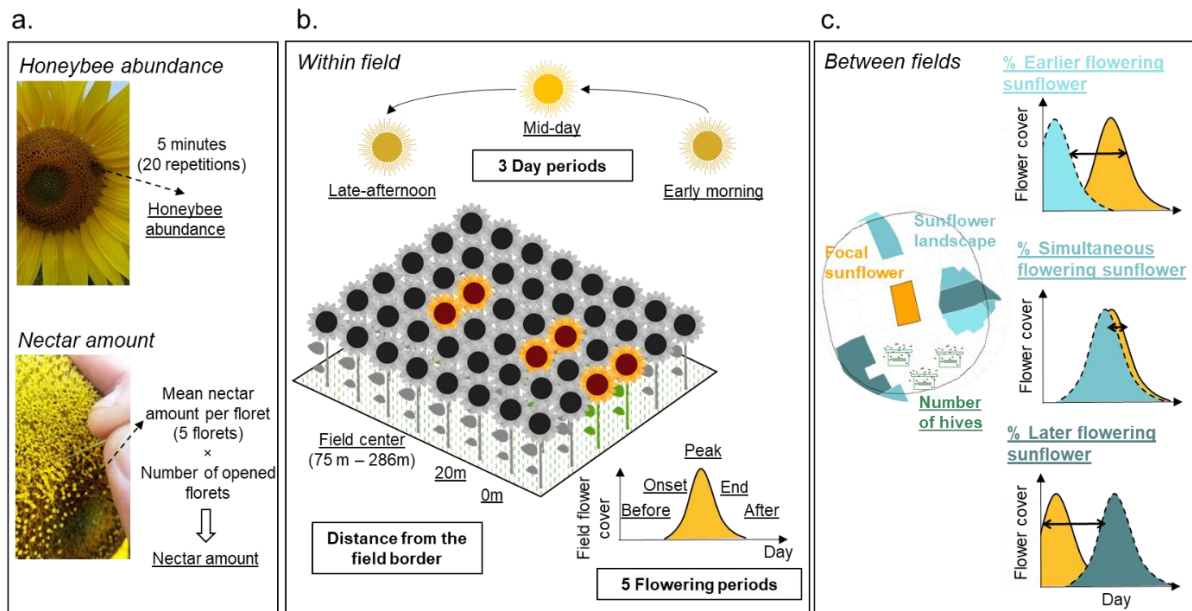 a.
Honeybee abundance
5 minutes
(20 repetitions)
Honeybee
abundance
Nectar amount
Mean nectar
amount per floret
(5 florets)
×
Number of opened
florets
Nectar amount
b.
Within field
Mid-day
Late-afternoon
Early morning
3 Day periods
Field center
(75 m – 286m)
20m
0m
Distance from the
field border
Field flower
cover
Before
Onset
Peak
End
After
Day
5 Flowering periods
c.
Between fields
Focal
sunflower
Sunflower
landscape
Number
of hives
% Earlier flowering
sunflower
Flower cover
% Simultaneous
flowering sunflower
Flower cover
% Later flowering
sunflower
Flower cover
Day